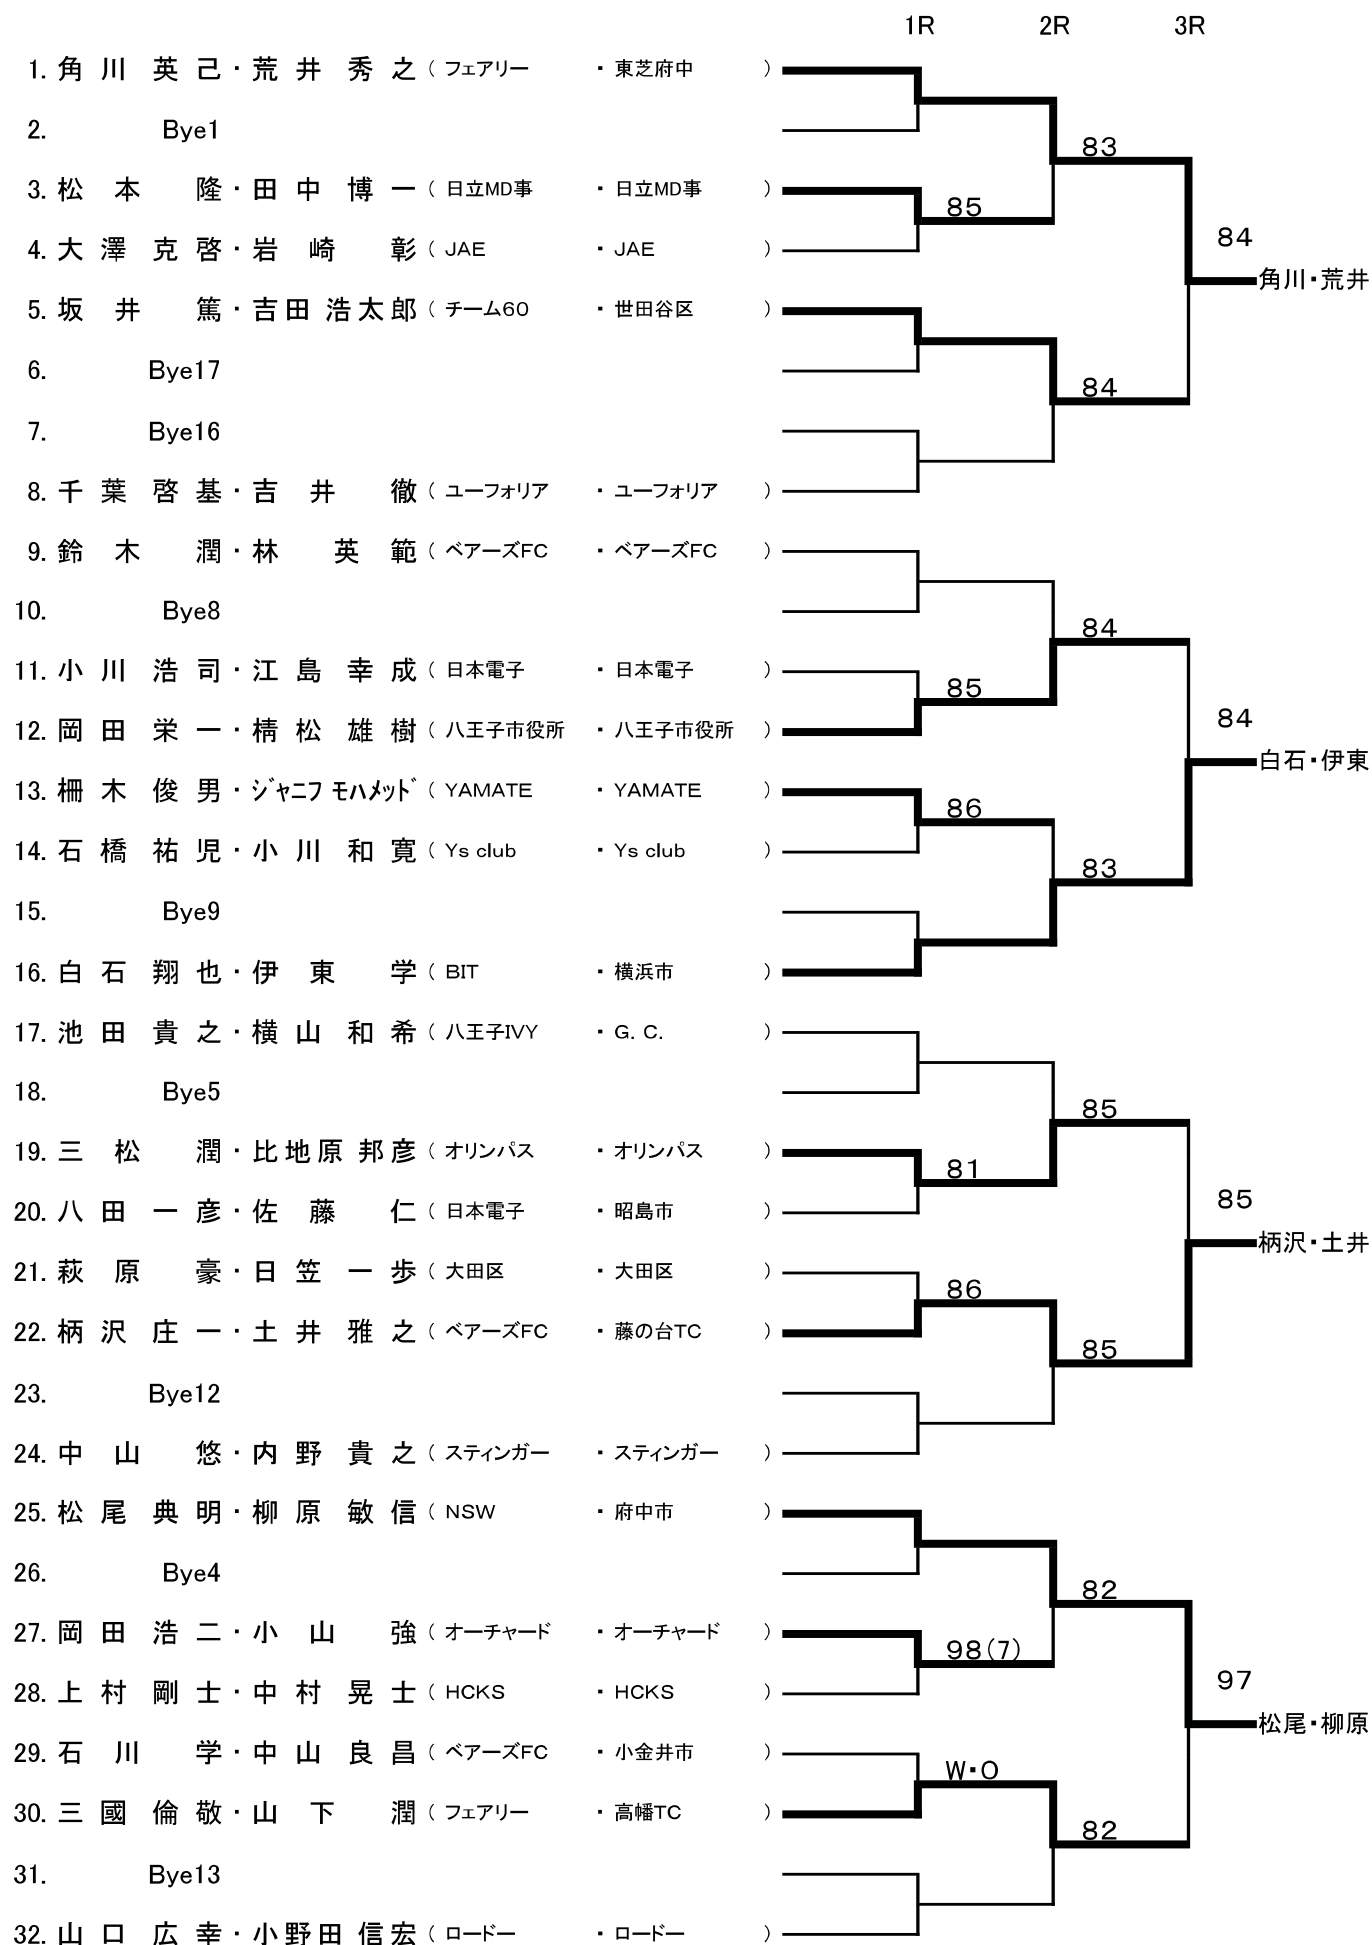 1R 2R 3R
1. 角川 英己・荒井 秀之 ( フェアリー ・ 東芝府中 )
2. Bye1
83
3. 松本 隆・田中 博一 ( 日立MD事 ・ 日立MD事 )
85
84
4. 大澤 克啓・岩崎 彰 ( JAE ・ JAE )
角川・荒井
5. 坂井 篤・吉田 浩太郎 ( チーム60 ・ 世田谷区 )
6. Bye17
84
7. Bye16
8. 千葉 啓基・吉井 徹 ( ユーフォリア ・ ユーフォリア )
9. 鈴木 潤・林 英範 ( ベアーズFC ・ ベアーズFC )
10. Bye8
84
11. 小川 浩司・江島 幸成 ( 日本電子 ・ 日本電子 )
85
84
12. 岡田 栄一・棈松 雄樹 ( 八王子市役所 ・ 八王子市役所 )
白石・伊東
13. 柵木 俊男・ジャニフ モハメッド ( YAMATE ・ YAMATE )
86
14. 石橋 祐児・小川 和寛 ( Ys club ・ Ys club )
83
15. Bye9
16. 白石 翔也・伊東 学 ( BIT ・ 横浜市 )
17. 池田 貴之・横山 和希 ( 八王子IVY ・ G. C. )
18. Bye5
85
19. 三松 潤・比地原 邦彦 ( オリンパス ・ オリンパス )
81
85
20. 八田 一彦・佐藤 仁 ( 日本電子 ・ 昭島市 )
柄沢・土井
21. 萩原 豪・日笠 一歩 ( 大田区 ・ 大田区 )
86
22. 柄沢 庄一・土井 雅之 ( ベアーズFC ・ 藤の台TC )
85
23. Bye12
24. 中山 悠・内野 貴之 ( スティンガー ・ スティンガー )
25. 松尾 典明・柳原 敏信 ( NSW ・ 府中市 )
26. Bye4
82
27. 岡田 浩二・小山 強 ( オーチャード ・ オーチャード )
98(7)
97
28. 上村 剛士・中村 晃士 ( HCKS ・ HCKS )
松尾・柳原
29. 石川 学・中山 良昌 ( ベアーズFC ・ 小金井市 )
W・O
30. 三國 倫敬・山下 潤 ( フェアリー ・ 高幡TC )
82
31. Bye13
32. 山口 広幸・小野田 信宏 ( ロードー ・ ロードー )